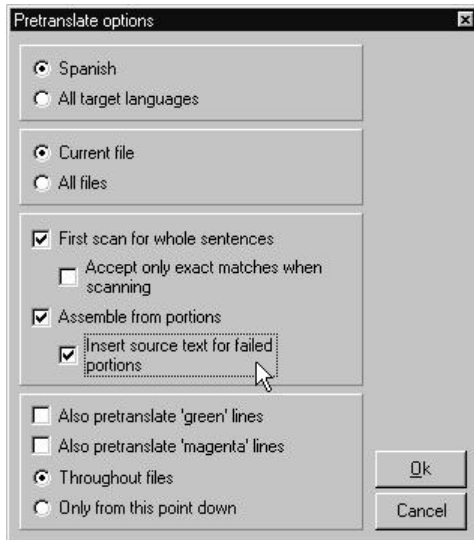 Pretranslate options
Spanish
All target languages
Current file
All files
First scan for whole sentences
Accept only exact matches when
scanning
Assemble from portions
Insert source text for failed
portions
Also pretranslate 'green' lines
Also pretranslate 'magenta' lines
Throughout files
Only from this point down
Ok
Cancel